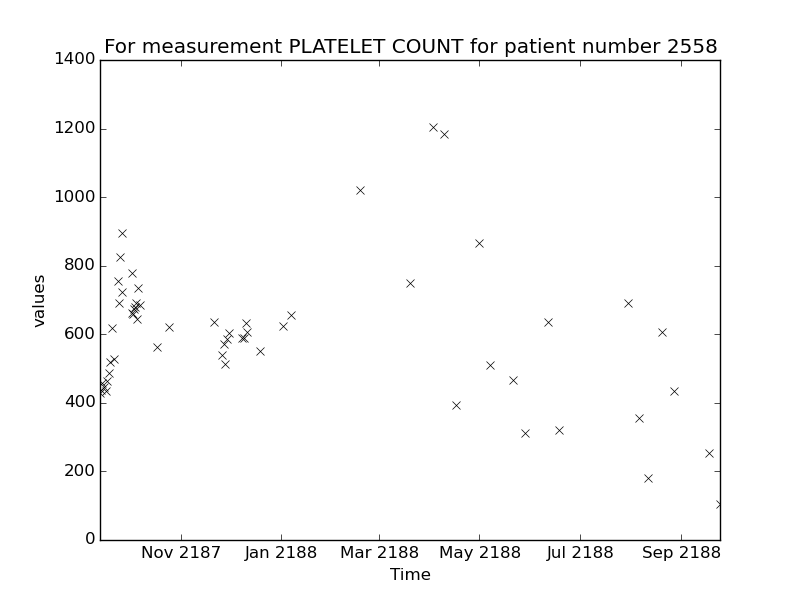 For measurement PLATELET COUNT for patient number 2558
1400
1200
1000
800
600
400
200
0
values
Nov 2187 Jan 2188 Mar 2188 May 2188 Jul 2188 Sep 2188
Time